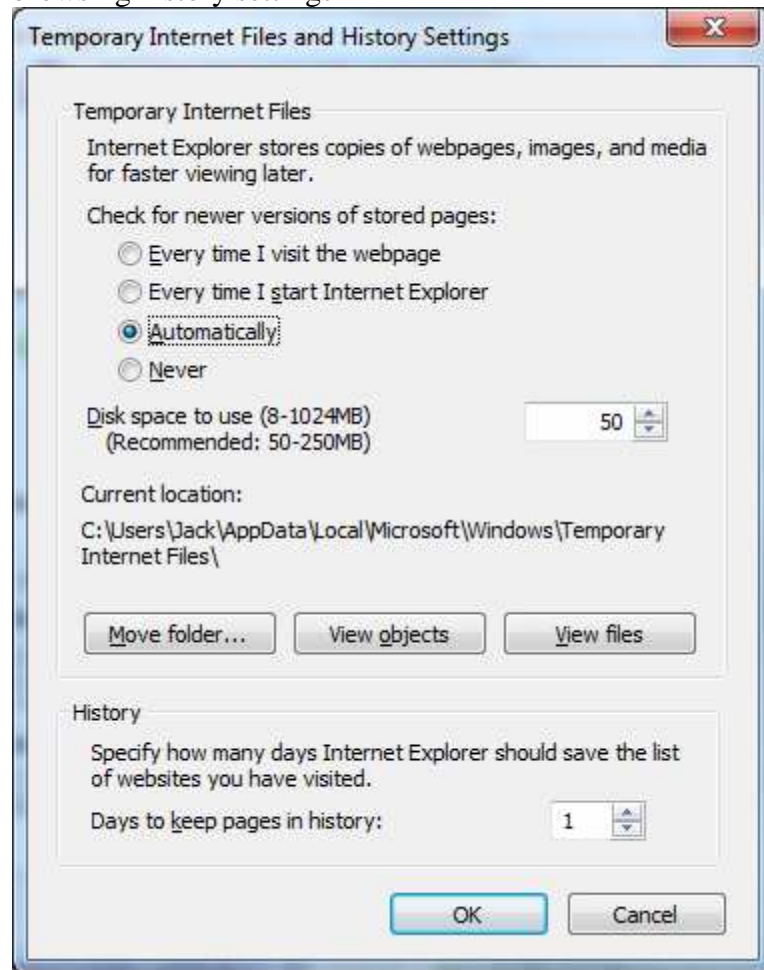 browsing history settings
Temporary Internet Files and History Settings
Temporary Internet Files
Internet Explorer stores copies of webpages, images, and media
for faster viewing later.
Check for newer versions of stored pages:
Every time I visit the webpage
Every time I start Internet Explorer
Automatically
Never
Disk space to use (8-1024MB) 50
(Recommended: 50-250MB)
Current location:
C:\Users\Jack\AppData\Local\Microsoft\Windows\Temporary
Internet Files\
Move folder... View objects View files
History
Specify how many days Internet Explorer should save the list
of websites you have visited.
Days to keep pages in history: 1
OK Cancel